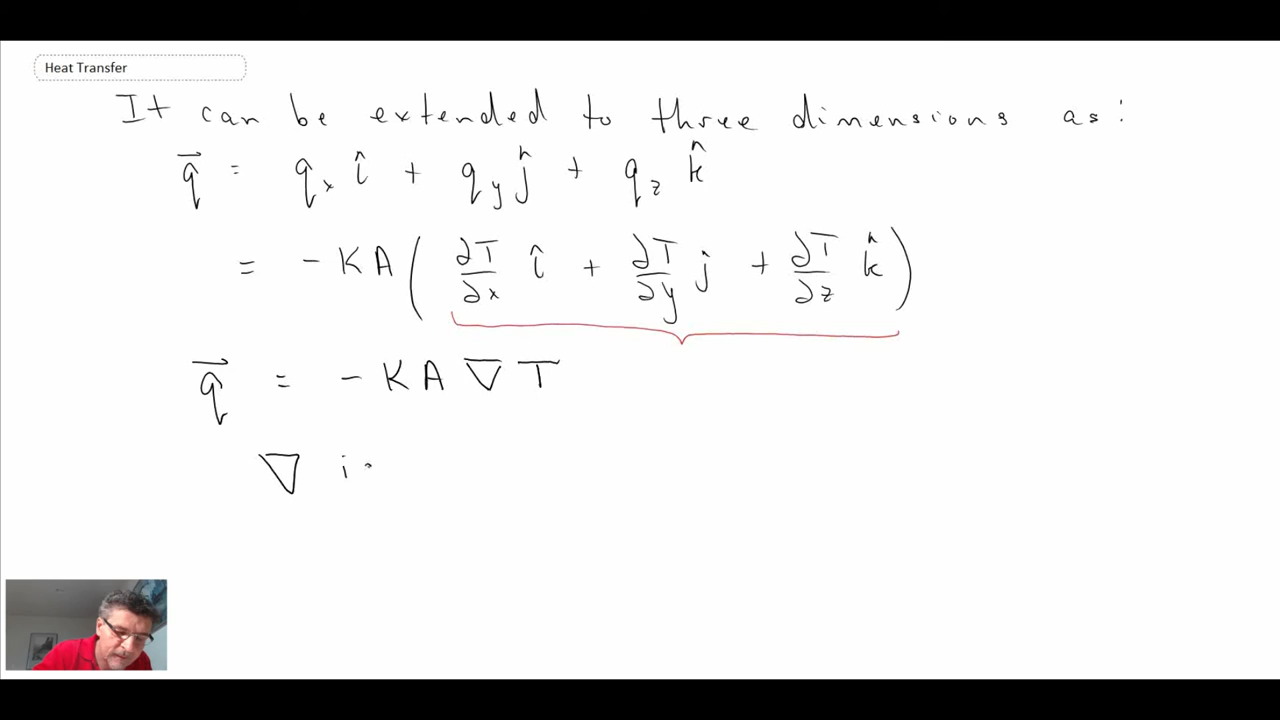 Heat Transfer
It can be extended to three dimensions as:
q⃗ = qₓ î + q_y ĵ + q_z k̂
= -KA( ∂T/∂x î + ∂T/∂y j + ∂T/∂z k̂ )
q⃗ = -KA∇T
∇ i